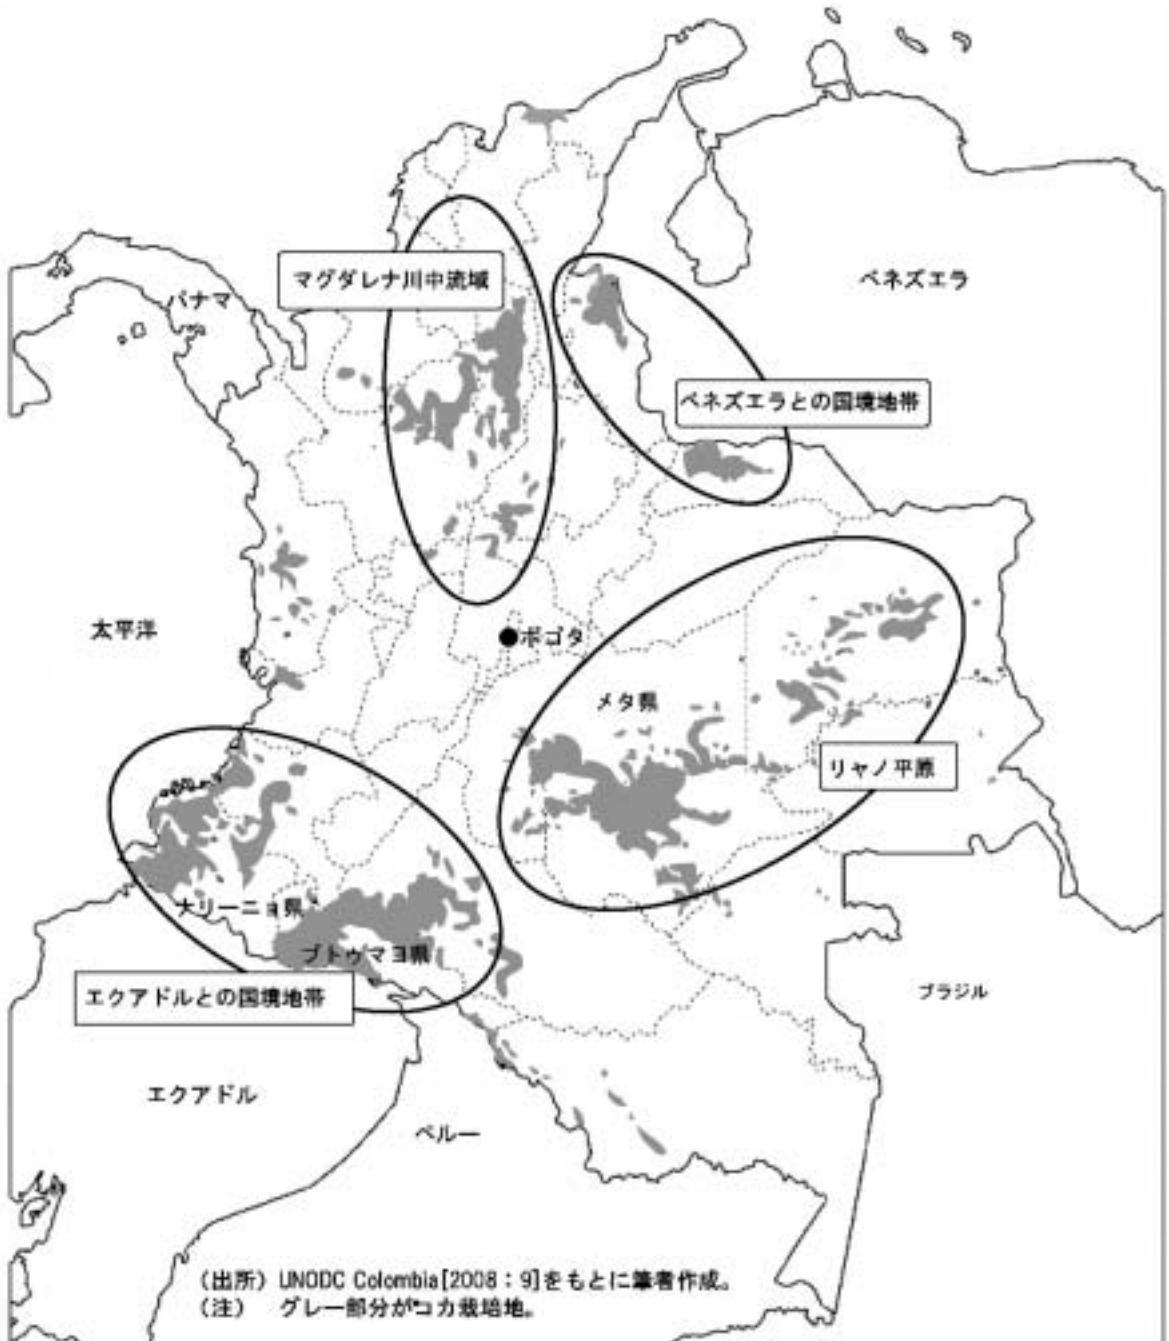 マグダレナ川中流域
ベネズエラ
パナマ
ベネズエラとの国境地帯
太平洋
ボゴタ
メタ県
リャノ平原
ナリーニョ県
プトゥマヨ県
エクアドルとの国境地帯
ブラジル
エクアドル
ペルー
(出所) UNODC Colombia[2008:9]をもとに筆者作成。
(注) グレー部分がコカ栽培地。